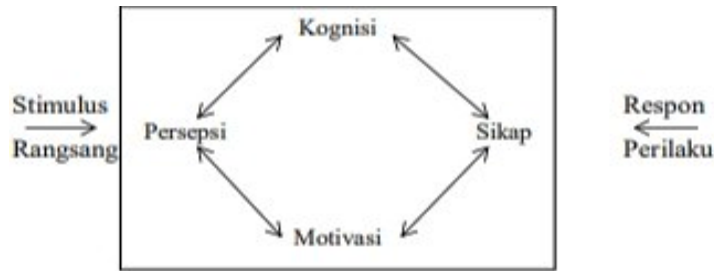 Kognisi
Stimulus
Rangsang
Persepsi
Sikap
Respon
Perilaku
Motivasi